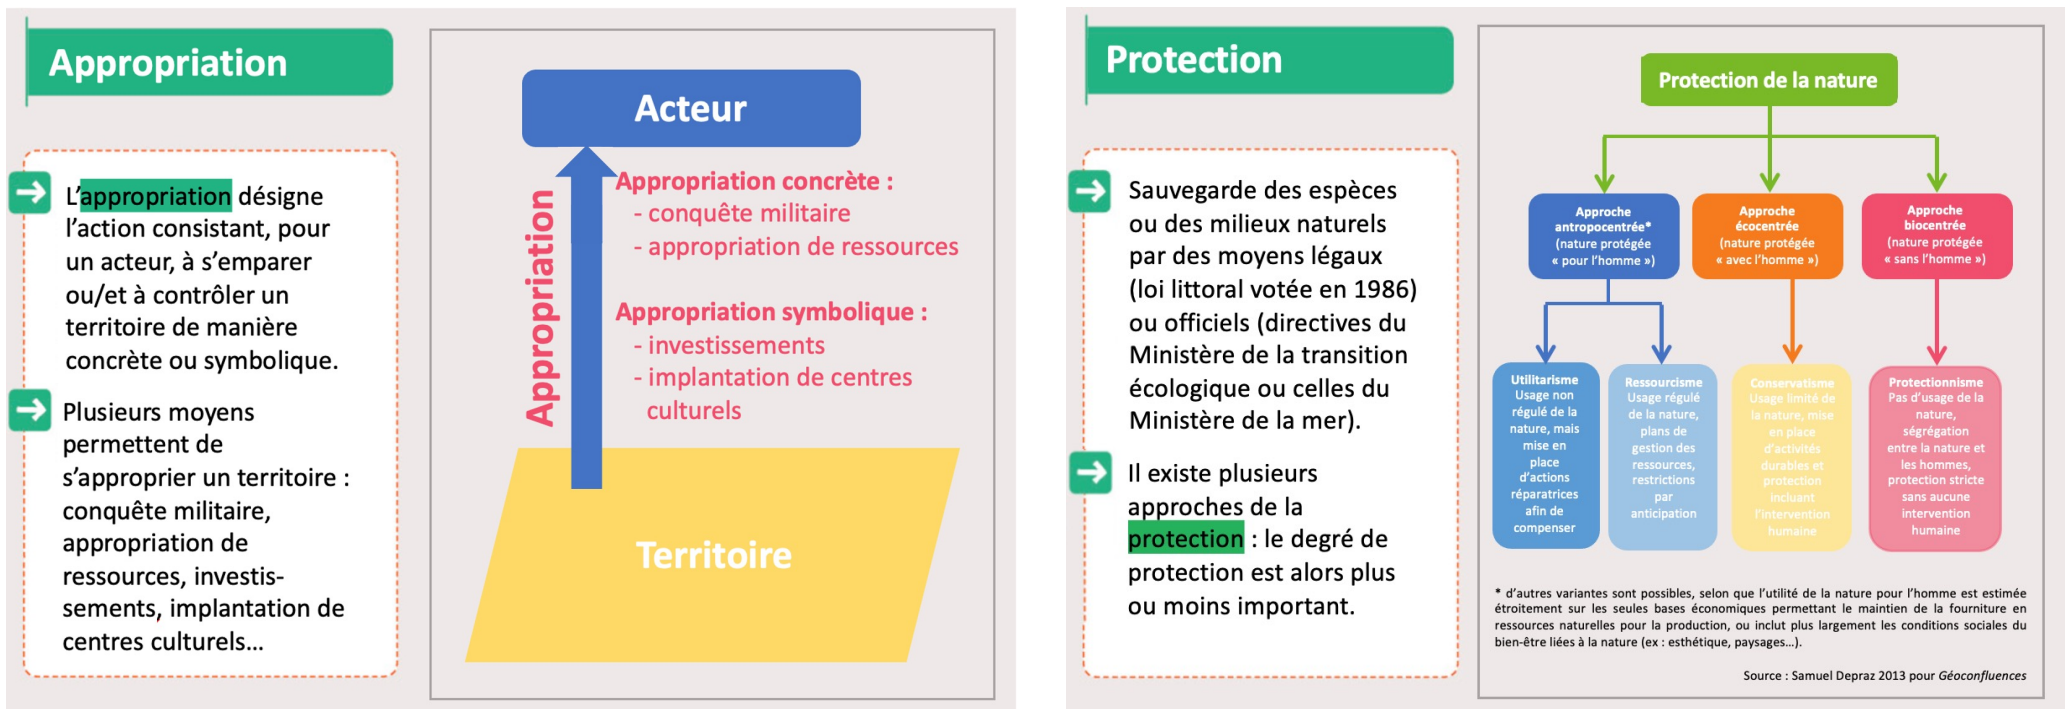 Appropriation
L’appropriation désigne
l’action consistant, pour
un acteur, à s’emparer
ou/et à contrôler un
territoire de manière
concrète ou symbolique.
Plusieurs moyens
permettent de
s’approprier un territoire :
conquête militaire,
appropriation de
ressources, investis-
sements, implantation de
centres culturels…
Acteur
Appropriation
Appropriation concrète :
- conquête militaire
- appropriation de ressources
Appropriation symbolique :
- investissements
- implantation de centres
culturels
Territoire
Protection
Sauvegarde des espèces
ou des milieux naturels
par des moyens légaux
(loi littoral votée en 1986)
ou officiels (directives du
Ministère de la transition
écologique ou celles du
Ministère de la mer).
Il existe plusieurs
approches de la
protection : le degré de
protection est alors plus
ou moins important.
Protection de la nature
Approche
antropocentrée*
(nature protégée
« pour l’homme »)
Approche
écocentrée
(nature protégée
« avec l’homme »)
Approche
biocentrée
(nature protégée
« sans l’homme »)
Utilitarisme
Usage non
régulé de la
nature, mais
mise en
place
d’actions
réparatrices
afin de
compenser
Ressourcisme
Usage régulé
de la nature,
plans de
gestion des
ressources,
restrictions
par
anticipation
Conservatisme
Usage limité de
la nature, mise
en place
d’activités
durables et
protection
incluant
l’intervention
humaine
Protectionnisme
Pas d’usage de la
nature,
ségrégation
entre la nature et
les hommes,
protection stricte
sans aucune
intervention
humaine
* d’autres variantes sont possibles, selon que l’utilité de la nature pour l’homme est estimée
étroitement sur les seules bases économiques permettant le maintien de la fourniture en
ressources naturelles pour la production, ou inclut plus largement les conditions sociales du
bien-être liées à la nature (ex : esthétique, paysages…).
Source : Samuel Depraz 2013 pour Géoconfluences